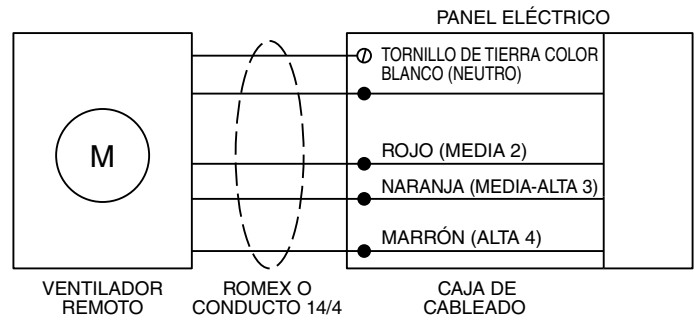 PANEL ELÉCTRICO
TORNILLO DE TIERRA COLOR
BLANCO (NEUTRO)
M
ROJO (MEDIA 2)
NARANJA (MEDIA-ALTA 3)
MARRÓN (ALTA 4)
VENTILADOR
REMOTO
ROMEX O
CONDUCTO 14/4
CAJA DE
CABLEADO